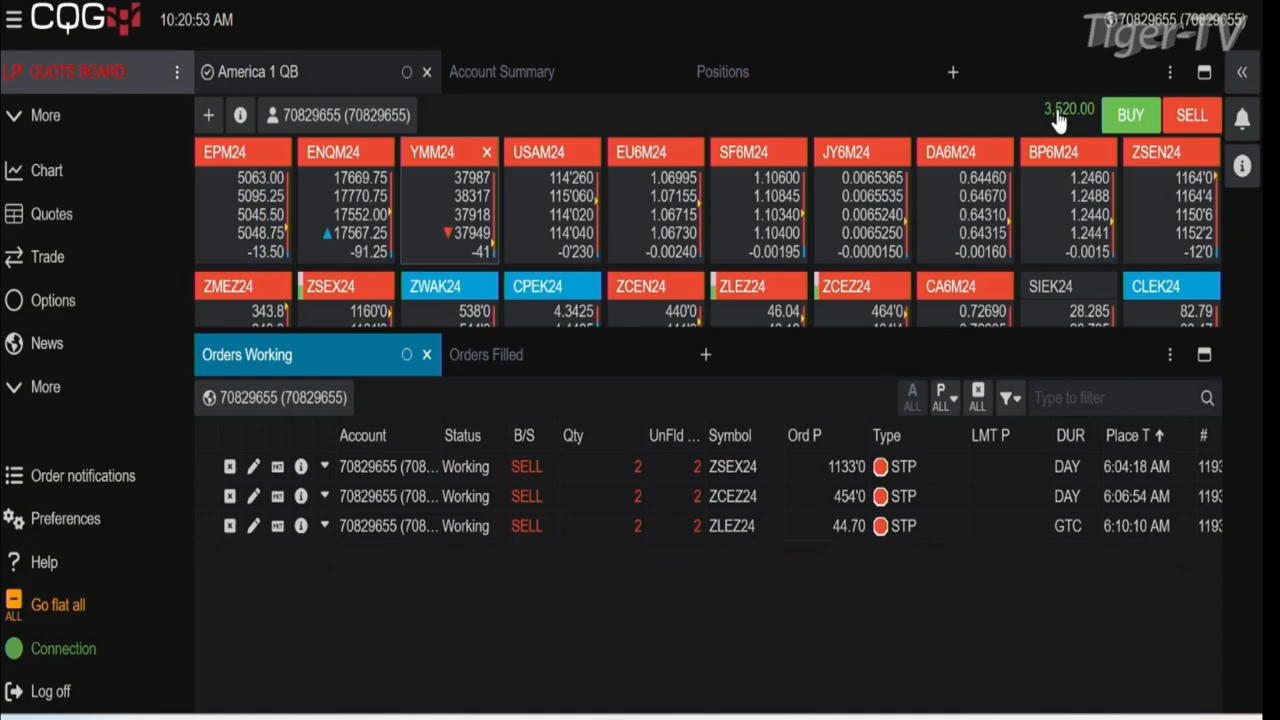 CQG 10:20:53 AM 70829655 (70829655)
Tiger-TV
LP QUOTE BOARD America 1 QB Account Summary Positions
More 70829655 (70829655) 3,520.00 BUY SELL
EPM24 ENQM24 YMM24 USAM24 EU6M24 SF6M24 JY6M24 DA6M24 BP6M24 ZSEN24
5063.00 17669.75 37987 114'260 1.06995 1.10600 0.0065365 0.64460 1.2460 1164'0
5095.25 17770.75 38317 115'060 1.07155 1.10845 0.0065535 0.64670 1.2488 1164'4
5045.50 17552.00 37918 114'020 1.06715 1.10340 0.0065240 0.64310 1.2440 1150'6
5048.75 17567.25 37949 114'040 1.06730 1.10400 0.0065250 0.64315 1.2441 1152'2
-13.50 -91.25 -41 -0'230 -0.00240 -0.00195 -0.0000150 -0.00160 -0.0015 -12'0
ZMEZ24 ZSEX24 ZWAK24 CPEK24 ZCEN24 ZLEZ24 ZCEZ24 CA6M24 SIEK24 CLEK24
343.8 1160'0 538'0 4.3425 440'0 46.04 464'0 0.72690 28.285 82.79
Chart
Quotes
Trade
Options
News
More
Order notifications
Preferences
Help
ALL
Go flat all
Connection
Log off
Orders Working Orders Filled
70829655 (70829655) A ALL P ALL ALL Type to filter
Account Status B/S Qty UnFld ... Symbol Ord P Type LMT P DUR Place T #
70829655 (708... Working SELL 2 2 ZSEX24 1133'0 STP DAY 6:04:18 AM 1193
70829655 (708... Working SELL 2 2 ZCEZ24 454'0 STP DAY 6:06:54 AM 1193
70829655 (708... Working SELL 2 2 ZLEZ24 44.70 STP GTC 6:10:10 AM 1193